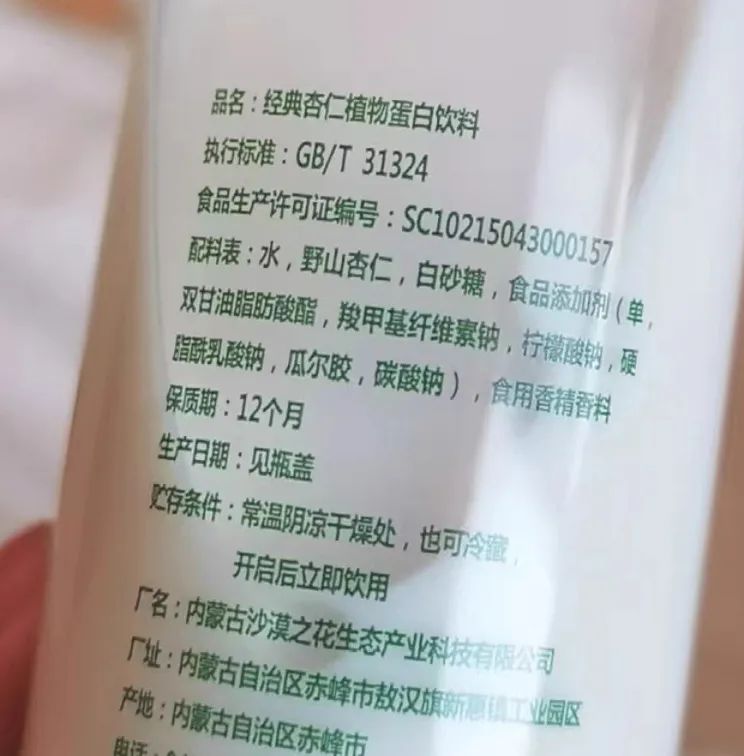 品名：经典杏仁植物蛋白饮料
执行标准：GB/T 31324
食品生产许可证编号：SC10215043000157
配料表：水，野山杏仁，白砂糖，食品添加剂（单，
双甘油脂肪酸酯，羧甲基纤维素钠，柠檬酸钠，硬
脂酰乳酸钠，瓜尔胶，碳酸钠），食用香精香料
保质期：12个月
生产日期：见瓶盖
贮存条件：常温阴凉干燥处，也可冷藏，
开启后立即饮用
厂名：内蒙古沙漠之花生态产业科技有限公司
厂址：内蒙古自治区赤峰市敖汉旗新惠镇工业园区
产地：内蒙古自治区赤峰市
电话：